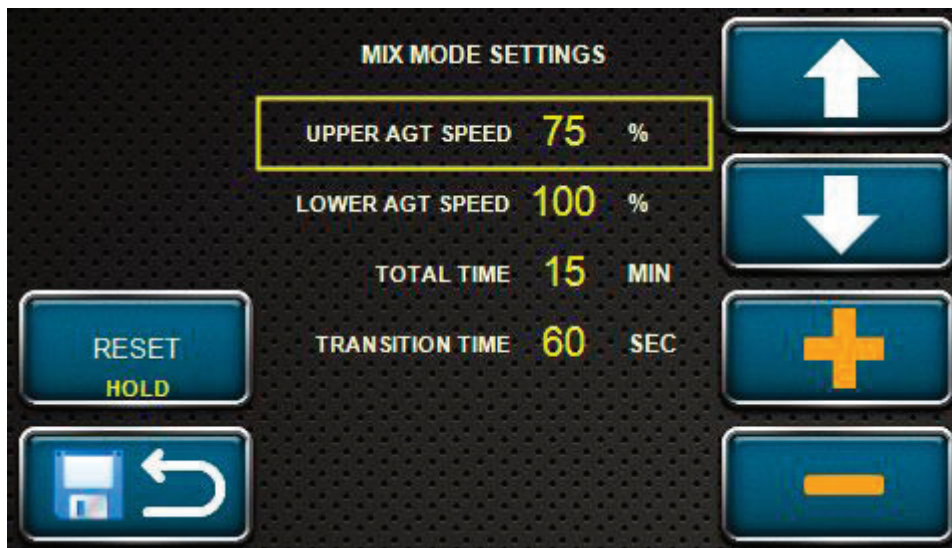 MIX MODE SETTINGS
UPPER AGT SPEED 75 %
LOWER AGT SPEED 100 %
TOTAL TIME 15 MIN
TRANSITION TIME 60 SEC
RESET
HOLD